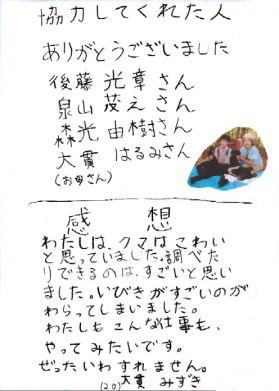 協力してくれた人
ありがとうございました
後藤 光章さん
泉山 茂之さん
森光 由樹さん
大貫 はるみさん
(お母さん)
感想
わたしは、クマはこわい
と思っていました。調べた
りできるのは、すごいと思い
ました。いびきがすごいのが
わらってしまいました。
わたしもこんな仕事も、
やってみたいです。
ぜったいわすれません。
(20) 大貫 みずき